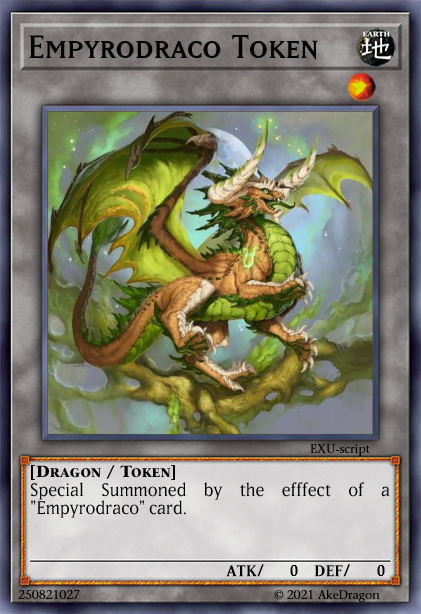 EMPYRODRACO TOKEN
EARTH
地
EXU-script
[DRAGON / TOKEN]
Special Summoned by the efffect of a
"Empyrodraco" card.
ATK/ 0 DEF/ 0
250821027
© 2021 AkeDragon